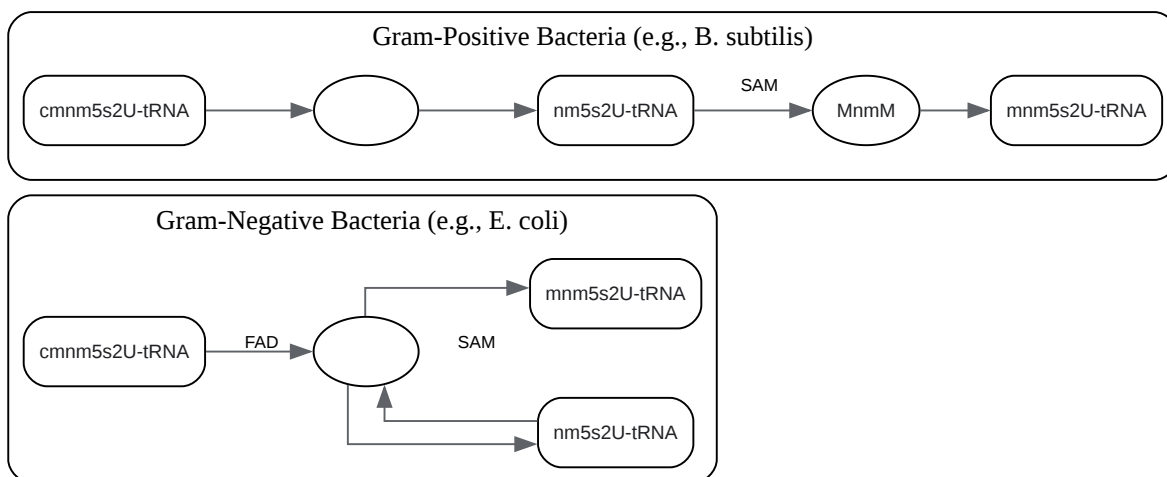 Gram-Positive Bacteria (e.g., B. subtilis)
cmnm5s2U-tRNA
nm5s2U-tRNA
SAM
MnmM
mnm5s2U-tRNA
Gram-Negative Bacteria (e.g., E. coli)
cmnm5s2U-tRNA
FAD
mnm5s2U-tRNA
SAM
nm5s2U-tRNA